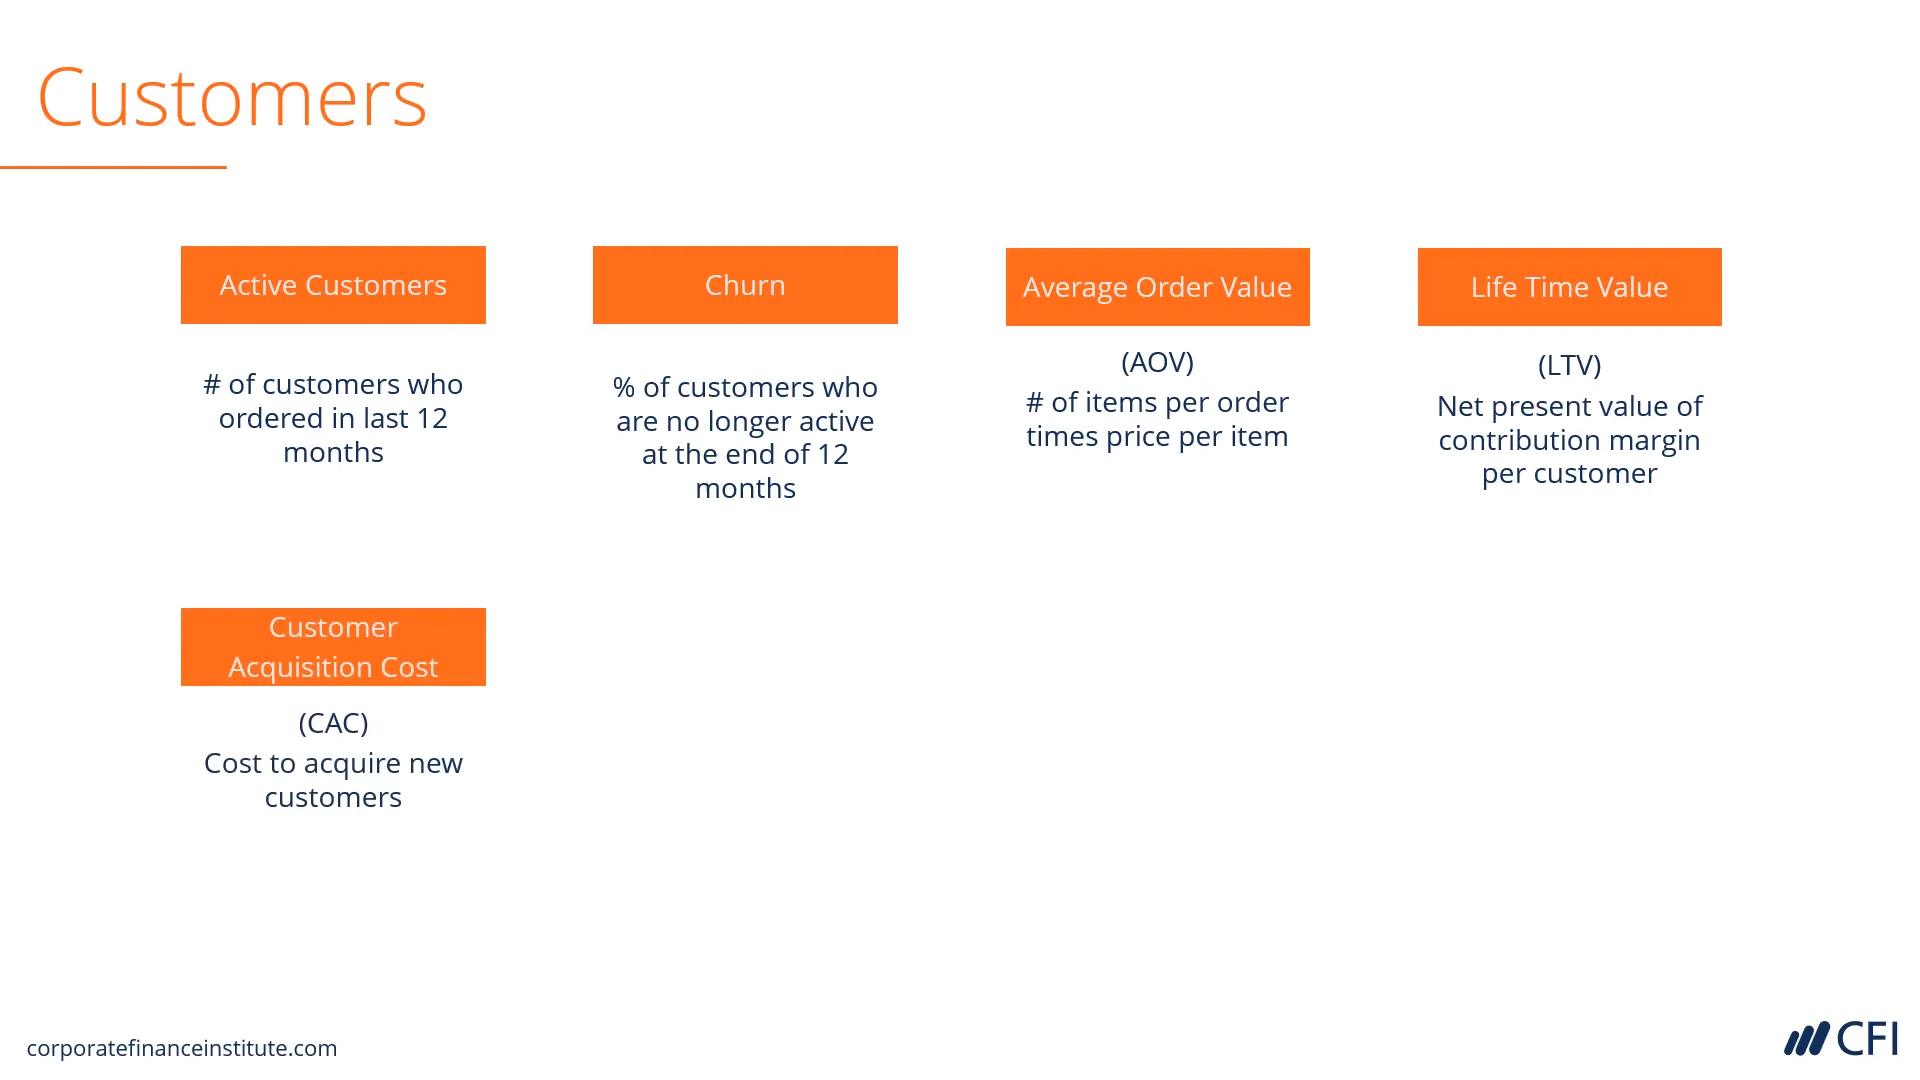 Customers
Active Customers
# of customers who
ordered in last 12
months
Churn
% of customers who
are no longer active
at the end of 12
months
Average Order Value
(AOV)
# of items per order
times price per item
Life Time Value
(LTV)
Net present value of
contribution margin
per customer
Customer
Acquisition Cost
(CAC)
Cost to acquire new
customers
corporatefinanceinstitute.com
CFI